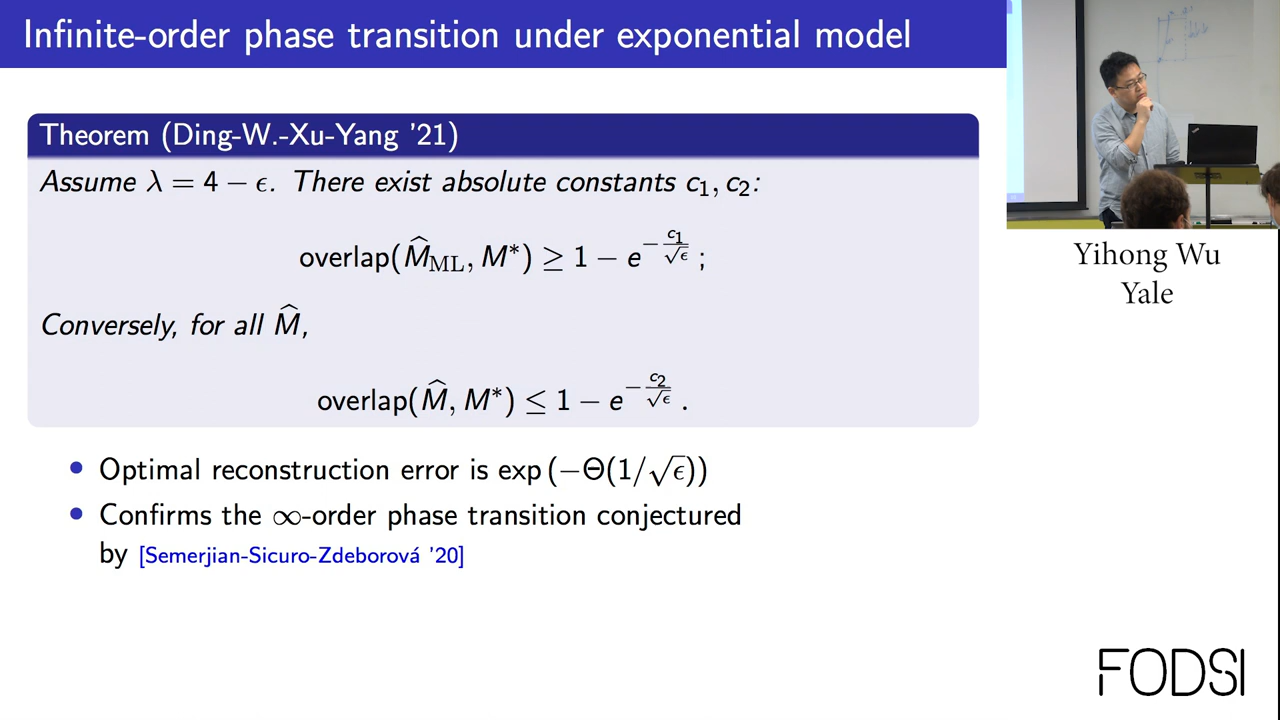 Infinite-order phase transition under exponential model
Theorem (Ding-W.-Xu-Yang '21)
Assume λ = 4 − ϵ. There exist absolute constants c₁, c₂:
overlap(M̂_ML, M*) ≥ 1 − e^{−c₁/√ϵ} ;
Conversely, for all M̂,
overlap(M̂, M*) ≤ 1 − e^{−c₂/√ϵ} .
• Optimal reconstruction error is exp (−Θ(1/√ϵ))
• Confirms the ∞-order phase transition conjectured
by [Semerjian-Sicuro-Zdeborová '20]
Yihong Wu
Yale
FODSI